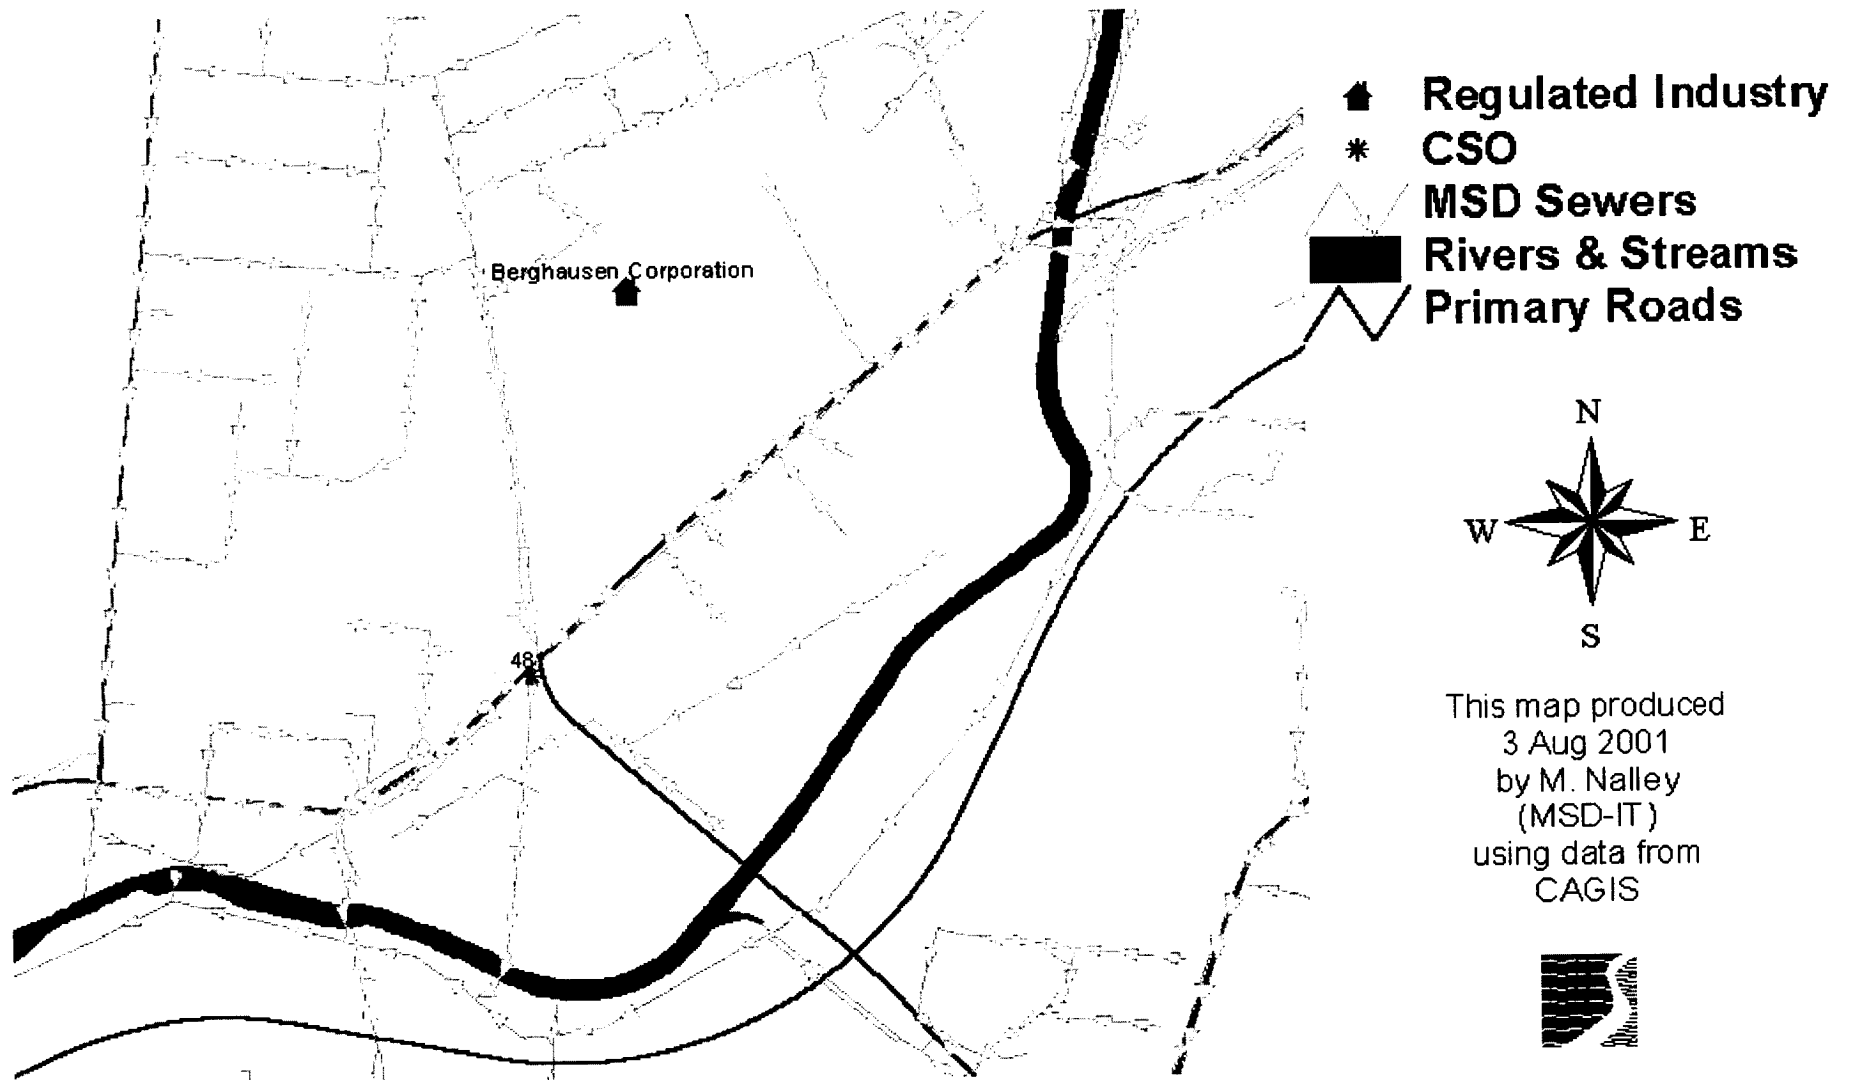 Regulated Industry
CSO
MSD Sewers
Rivers & Streams
Primary Roads
Berghausen Corporation
48
N
W
E
S
This map produced
3 Aug 2001
by M. Nalley
(MSD-IT)
using data from
CAGIS